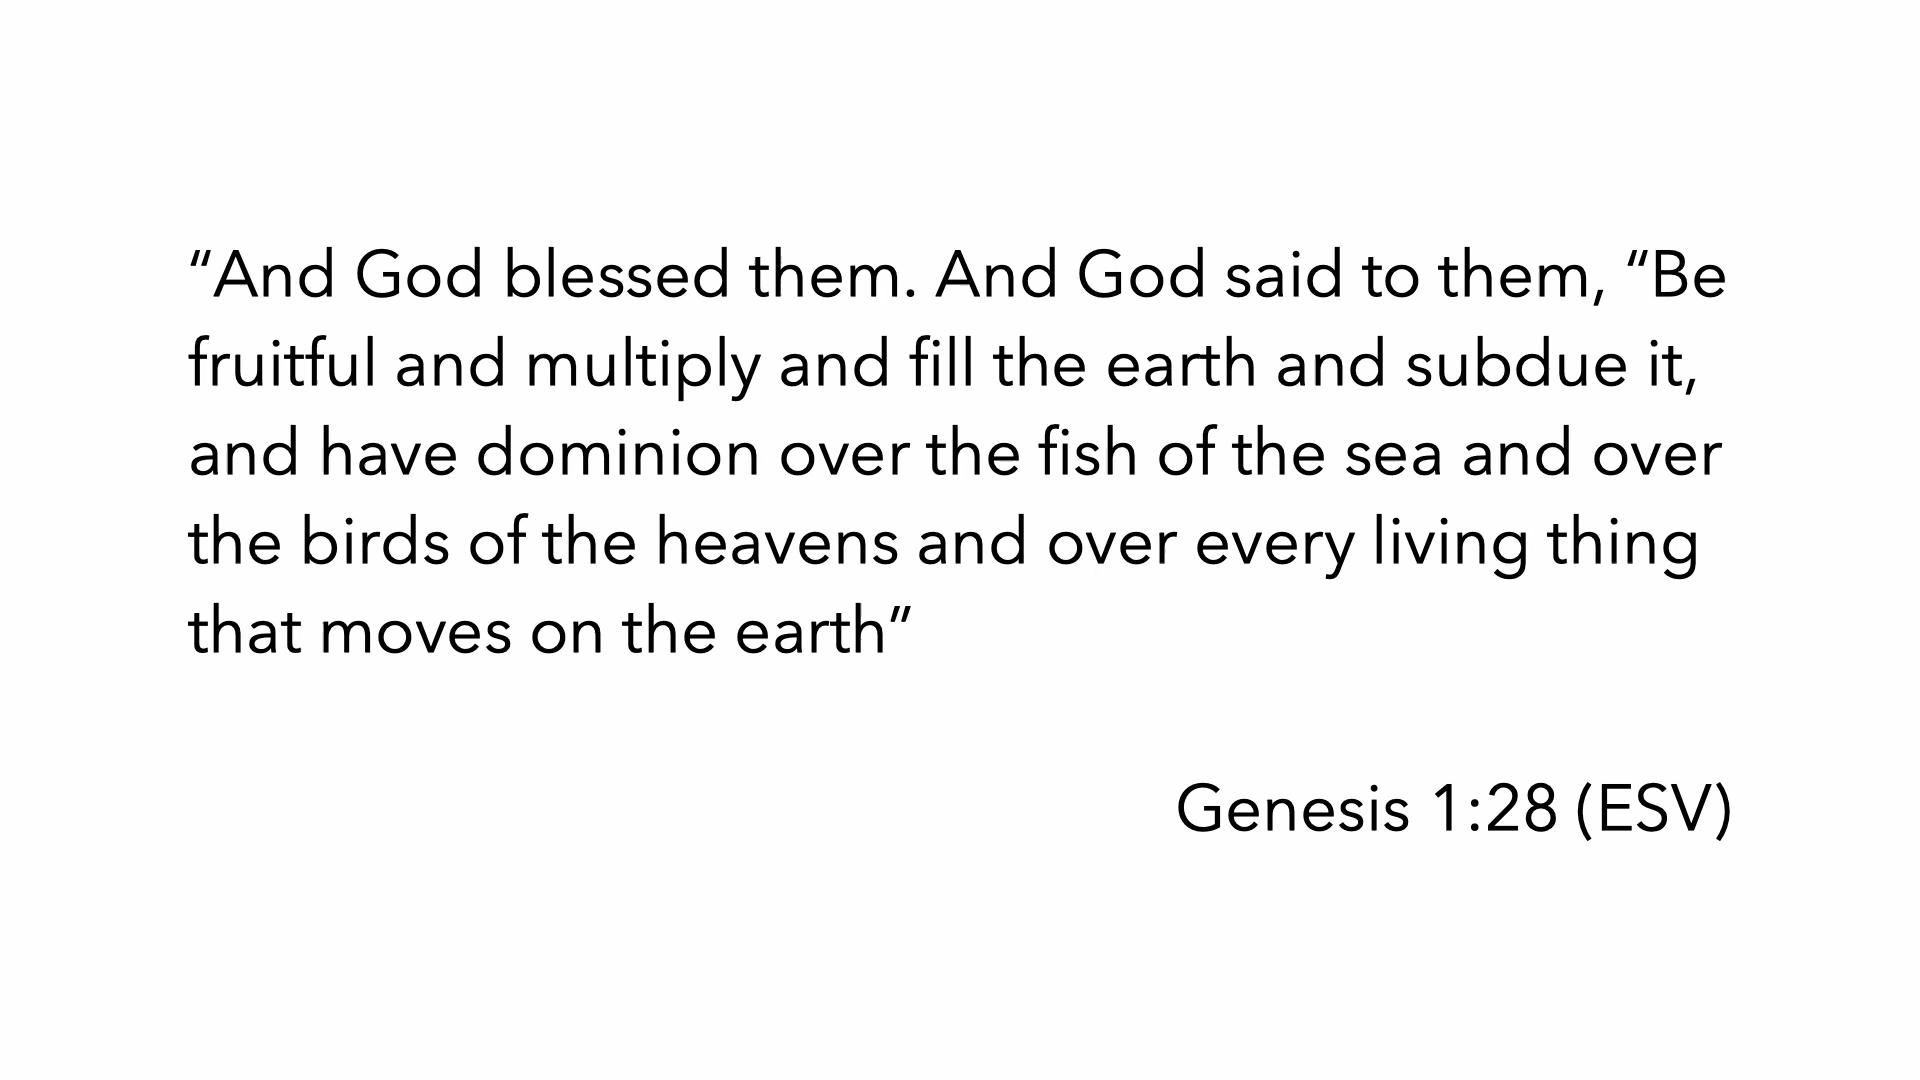 “And God blessed them. And God said to them, “Be
fruitful and multiply and fill the earth and subdue it,
and have dominion over the fish of the sea and over
the birds of the heavens and over every living thing
that moves on the earth”
Genesis 1:28 (ESV)